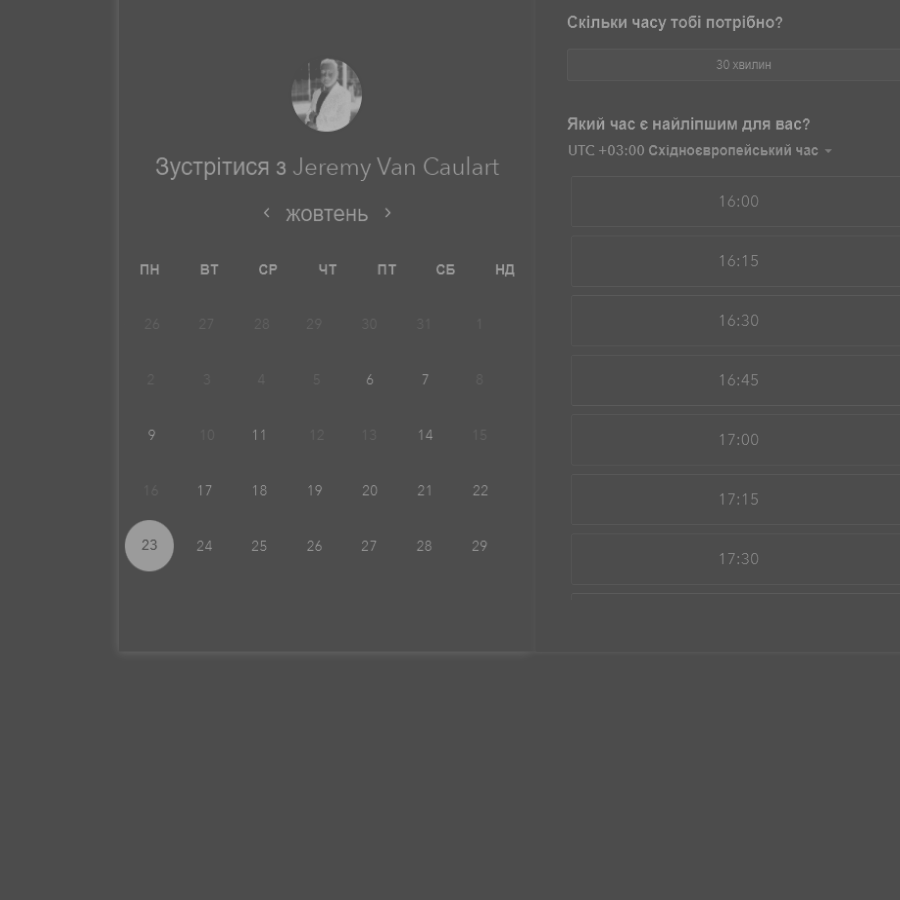 Зустрітися з Jeremy Van Caulart
жовтень
ПН ВТ СР ЧТ ПТ СБ НД
26 27 28 29 30 31 1
2 3 4 5 6 7 8
9 10 11 12 13 14 15
16 17 18 19 20 21 22
23 24 25 26 27 28 29
Скільки часу тобі потрібно?
30 хвилин
Який час є найліпшим для вас?
UTC +03:00 Східноєвропейський час
16:00
16:15
16:30
16:45
17:00
17:15
17:30